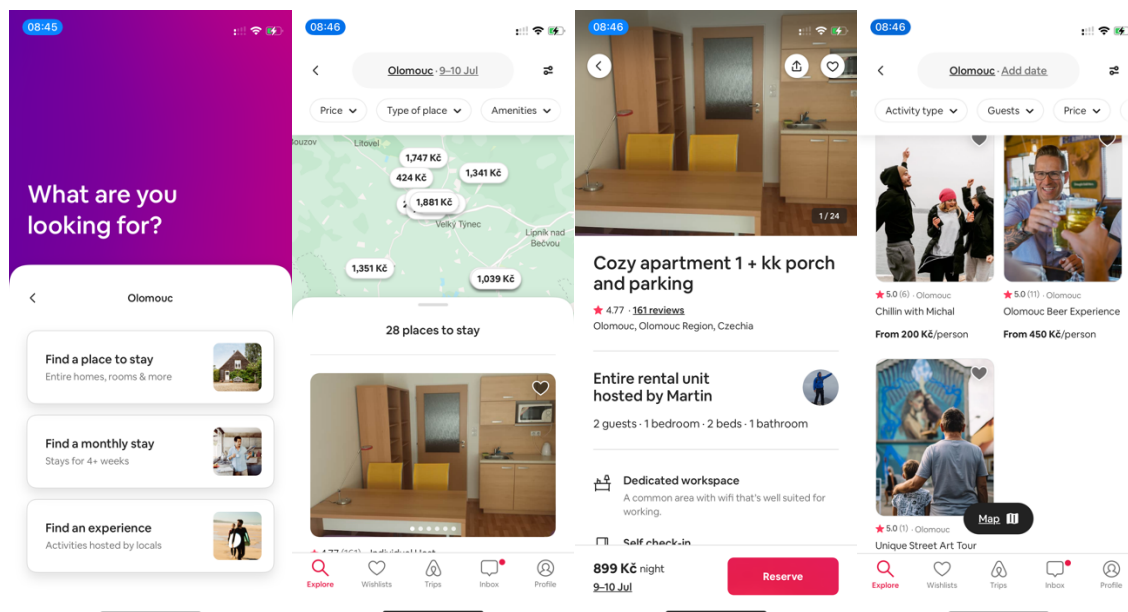 08:45
What are you
looking for?
Olomouc
Find a place to stay
Entire homes, rooms & more
Find a monthly stay
Stays for 4+ weeks
Find an experience
Activities hosted by locals
Explore
Wishlists
Trips
Inbox
Profile
08:46
Olomouc · 9–10 Jul
Price
Type of place
Amenities
Litovel
1,747 Kč
424 Kč
1,341 Kč
1,881 Kč
Velký Týnec
Lipník nad
Bečvou
1,351 Kč
1,039 Kč
28 places to stay
08:46
1 / 24
Cozy apartment 1 + kk porch
and parking
4.77 · 161 reviews
Olomouc, Olomouc Region, Czechia
Entire rental unit
hosted by Martin
2 guests · 1 bedroom · 2 beds · 1 bathroom
Dedicated workspace
A common area with wifi that's well suited for
working.
Self check-in
899 Kč night
9–10 Jul
Reserve
08:46
Olomouc · Add date
Activity type
Guests
Price
5.0 (6) · Olomouc
Chillin with Michal
From 200 Kč/person
5.0 (11) · Olomouc
Olomouc Beer Experience
From 450 Kč/person
5.0 (1) · Olomouc
Unique Street Art Tour
Map
Explore
Wishlists
Trips
Inbox
Profile